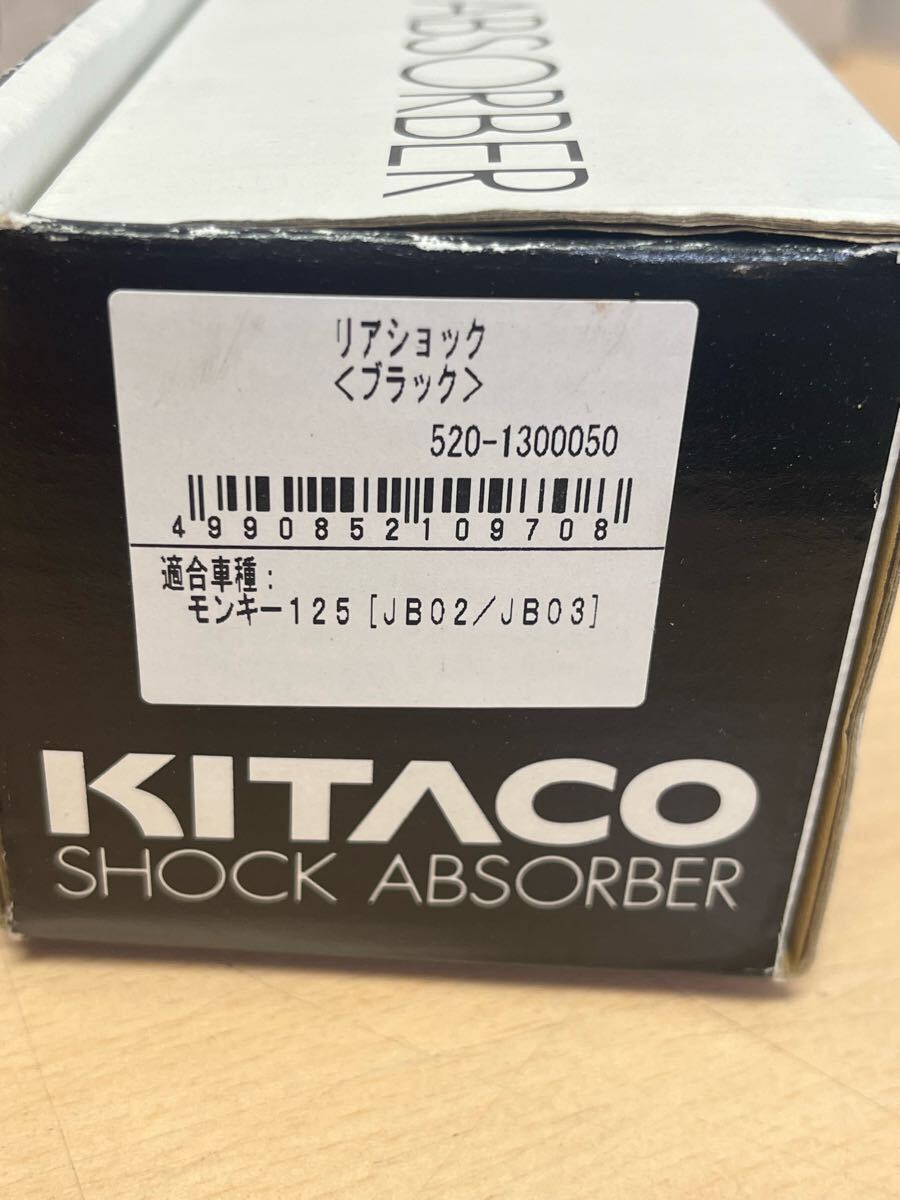 ABSORBER
リアショック
<ブラック>
520-1300050
4990852109708
適合車種：
モンキー125 [JB02/JB03]
KITACO
SHOCK ABSORBER